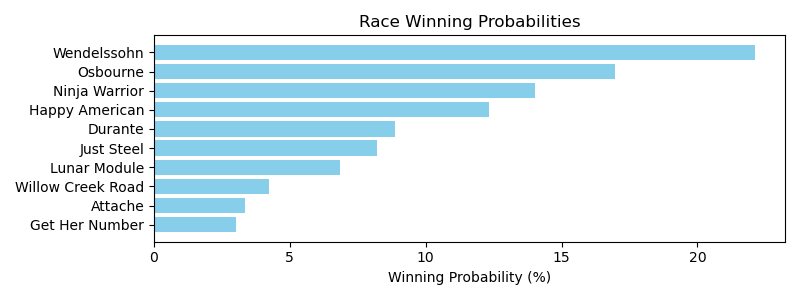 Race Winning Probabilities
Wendelssohn
Osbourne
Ninja Warrior
Happy American
Durante
Just Steel
Lunar Module
Willow Creek Road
Attache
Get Her Number
0 5 10 15 20
Winning Probability (%)